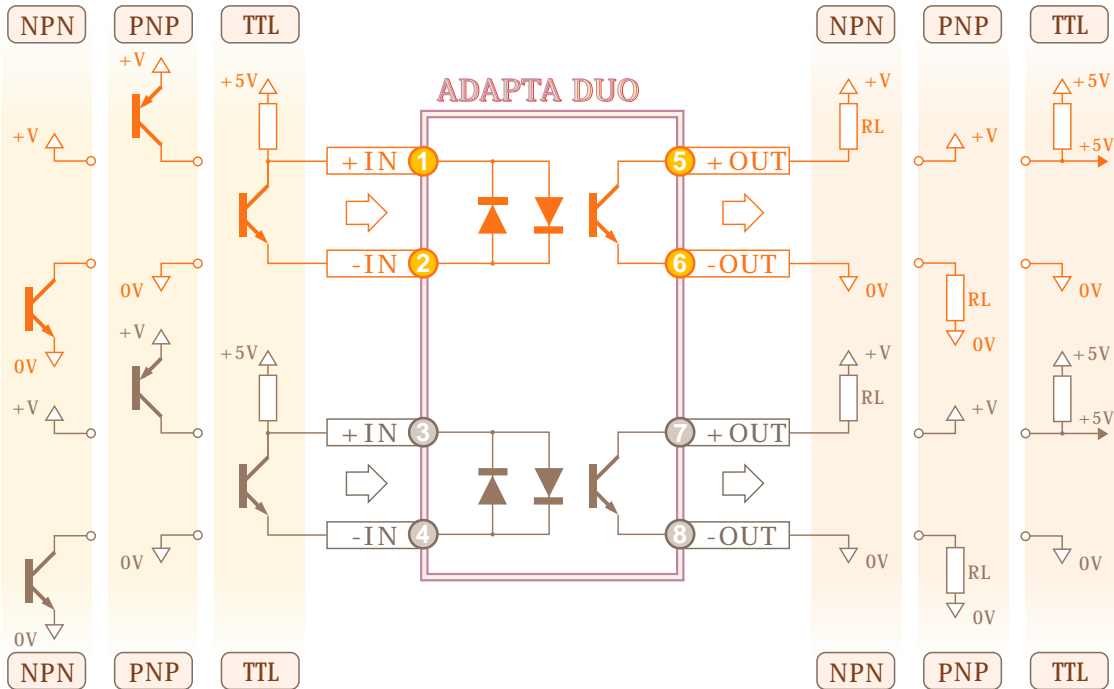 NPN PNP TTL NPN PNP TTL
+V
+5V +V +5V
ADAPTA DUO
+V RL +V +5V
+IN 1 5 +OUT
-IN 2 6 -OUT
0V 0V RL 0V
0V +V 0V
+5V +V +5V
+V RL +V +5V
+IN 3 7 +OUT
-IN 4 8 -OUT
0V 0V RL 0V
0V 0V
NPN PNP TTL NPN PNP TTL